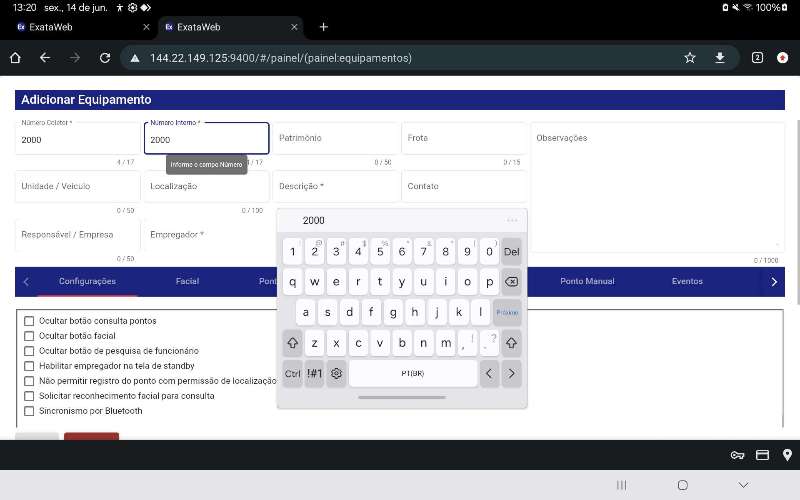 13:20 sex., 14 de jun. 100%
ExataWeb
ExataWeb
144.22.149.125:9400/#/painel/(painel:equipamentos)
2
Adicionar Equipamento
Número Coletor *
2000
4 / 17
Número Interno *
2000
/ 17
Informe o campo Número
Patrimônio
0 / 50
Frota
0 / 15
Observações
0 / 1000
Unidade / Veículo
0 / 50
Localização
0 / 100
Descrição *
Contato
Responsável / Empresa
0 / 50
Empregador *
Configurações
Facial
Pont
Ponto Manual
Eventos
Ocultar botão consulta pontos
Ocultar botão facial
Ocultar botão de pesquisa de funcionário
Habilitar empregador na tela de standby
Não permitir registro do ponto com permissão de localização
Solicitar reconhecimento facial para consulta
Sincronismo por Bluetooth
2000
1 2 3 4 5 6 7 8 9 0 Del
q w e r t y u i o p
a s d f g h j k l Próximo
z x c v b n m , ! . ?
Ctrl !#1 PT(BR) < >